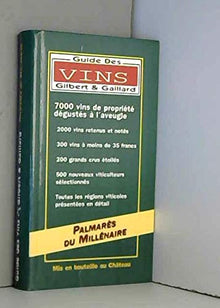 Guide Des
VINS
Gilbert & Gaillard
7000 vins de propriété
dégustés à l'aveugle
2000 vins retenus et notés
300 vins à moins de 35 francs
200 grands crus étoilés
500 nouveaux viticulteurs
sélectionnés
Toutes les régions viticoles
présentées en détail
PALMARÈS
DU MILLÉNAIRE
Mis en bouteille au Château